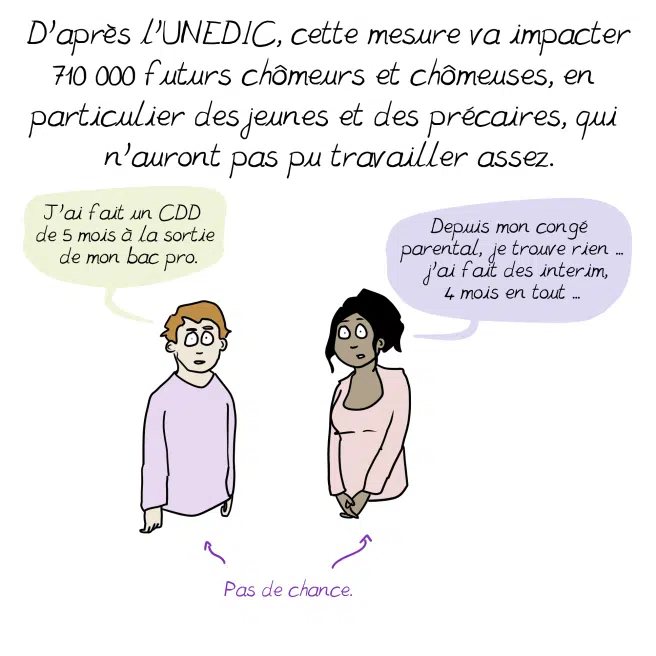 D'après l'UNEDIC, cette mesure va impacter
710 000 futurs chômeurs et chômeuses, en
particulier des jeunes et des précaires, qui
n'auront pas pu travailler assez.
J'ai fait un CDD
de 5 mois à la sortie
de mon bac pro.
Depuis mon congé
parental, je trouve rien ...
j'ai fait des interim,
4 mois en tout ...
Pas de chance.